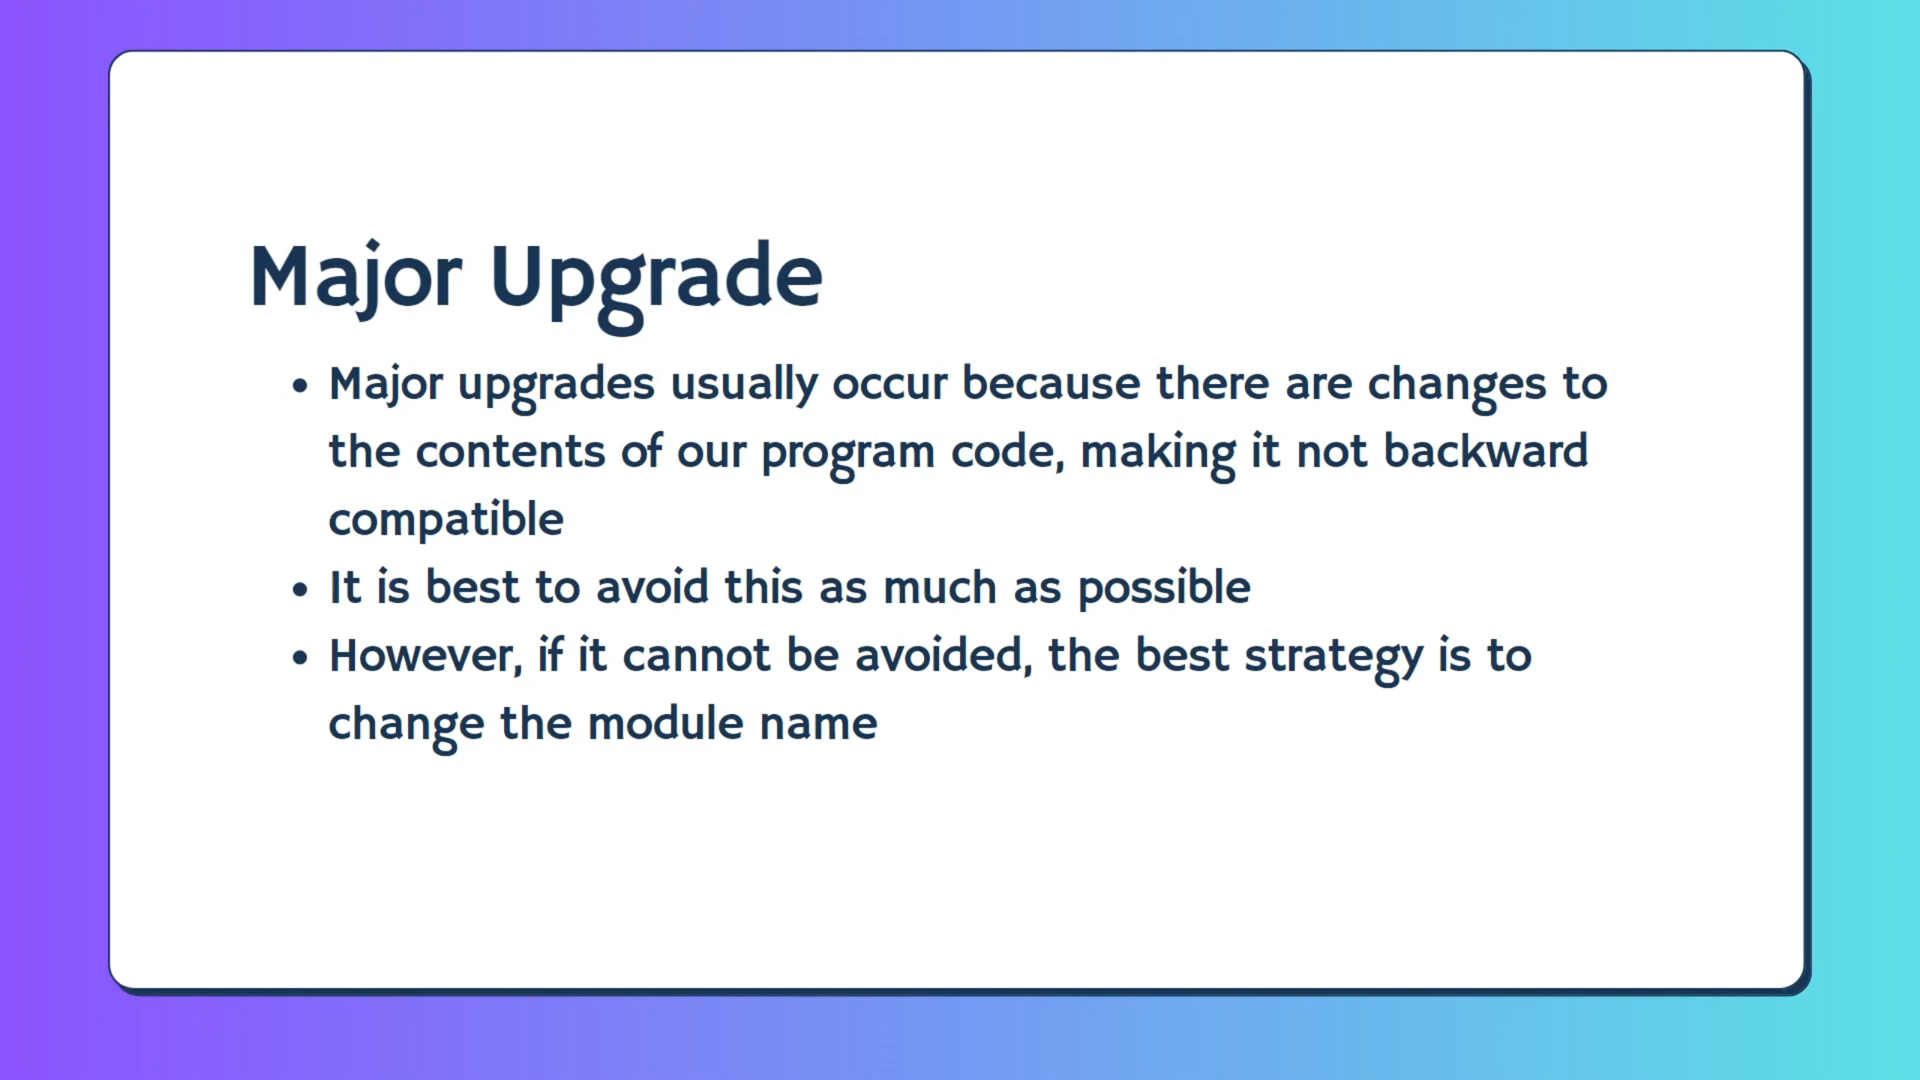 Major Upgrade
• Major upgrades usually occur because there are changes to
the contents of our program code, making it not backward
compatible
• It is best to avoid this as much as possible
• However, if it cannot be avoided, the best strategy is to
change the module name